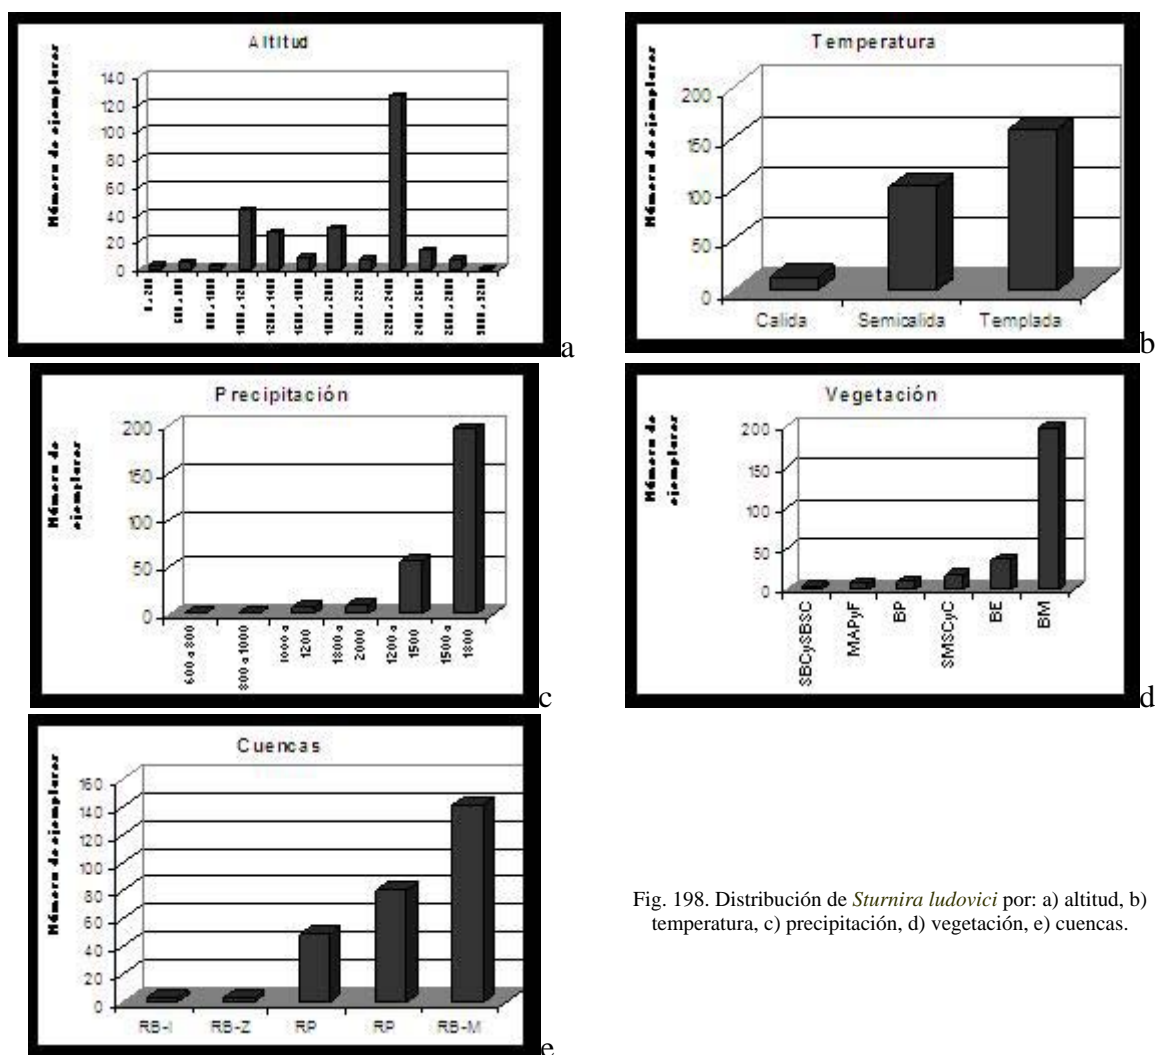 Altitud
Número de ejemplares
140
120
100
80
60
40
20
0
a
Temperatura
Número de ejemplares
200
150
100
50
0
Calida
Semicalida
Templada
b
Precipitación
Número de
ejemplares
200
150
100
50
0
600 a 800
800 a 1000
1000 a
1200
18000 a
2000
1200 a
1500
1500 a
1800
c
Vegetación
Número de
ejemplares
200
150
100
50
0
SBCySBSC
MAPyF
BP
SMSCyC
BE
BM
d
Cuencas
Número de ejemplares
160
140
120
100
80
60
40
20
0
RB-I
RB-Z
RP
RP
RB-M
e
Fig. 198. Distribución de Sturnira ludovici por: a) altitud, b)
temperatura, c) precipitación, d) vegetación, e) cuencas.